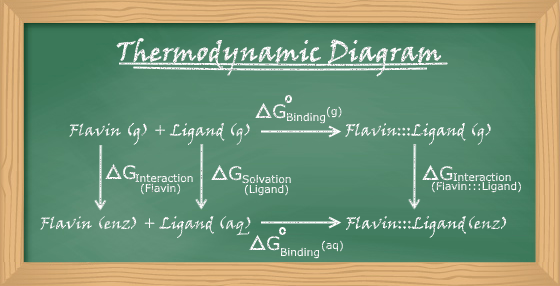 Thermodynamic Diagram
ΔG°Binding(g)
Flavin (g) + Ligand (g) Flavin:::Ligand (g)
ΔGInteraction (Flavin) ΔGSolvation (Ligand) ΔGInteraction (Flavin:::Ligand)
Flavin (enz) + Ligand (aq) Flavin:::Ligand(enz)
ΔG°Binding(aq)